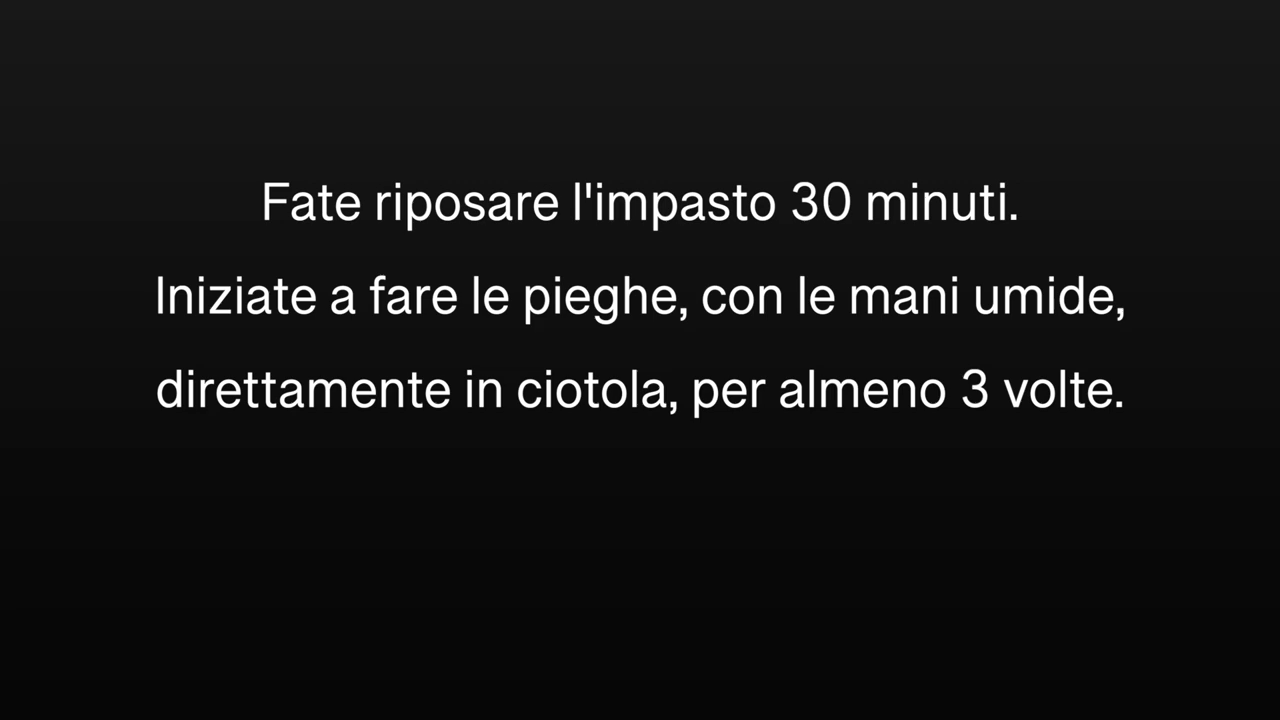 Fate riposare l'impasto 30 minuti.
Iniziate a fare le pieghe, con le mani umide,
direttamente in ciotola, per almeno 3 volte.